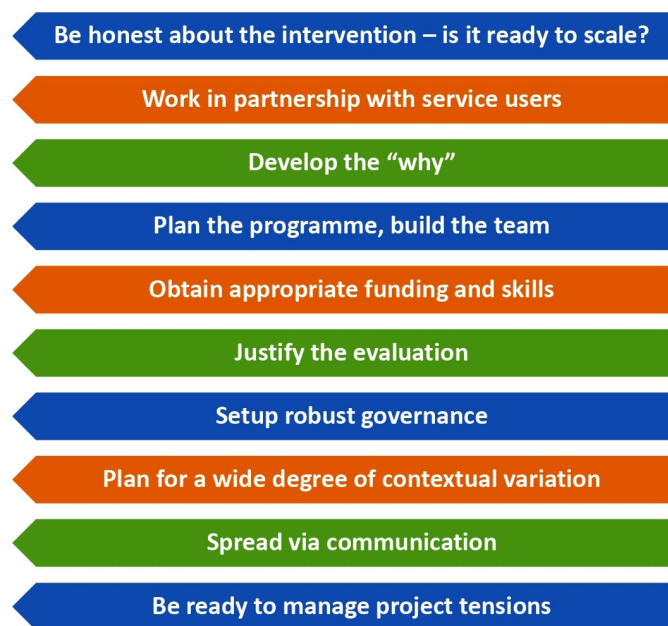 Be honest about the intervention – is it ready to scale?
Work in partnership with service users
Develop the “why”
Plan the programme, build the team
Obtain appropriate funding and skills
Justify the evaluation
Setup robust governance
Plan for a wide degree of contextual variation
Spread via communication
Be ready to manage project tensions